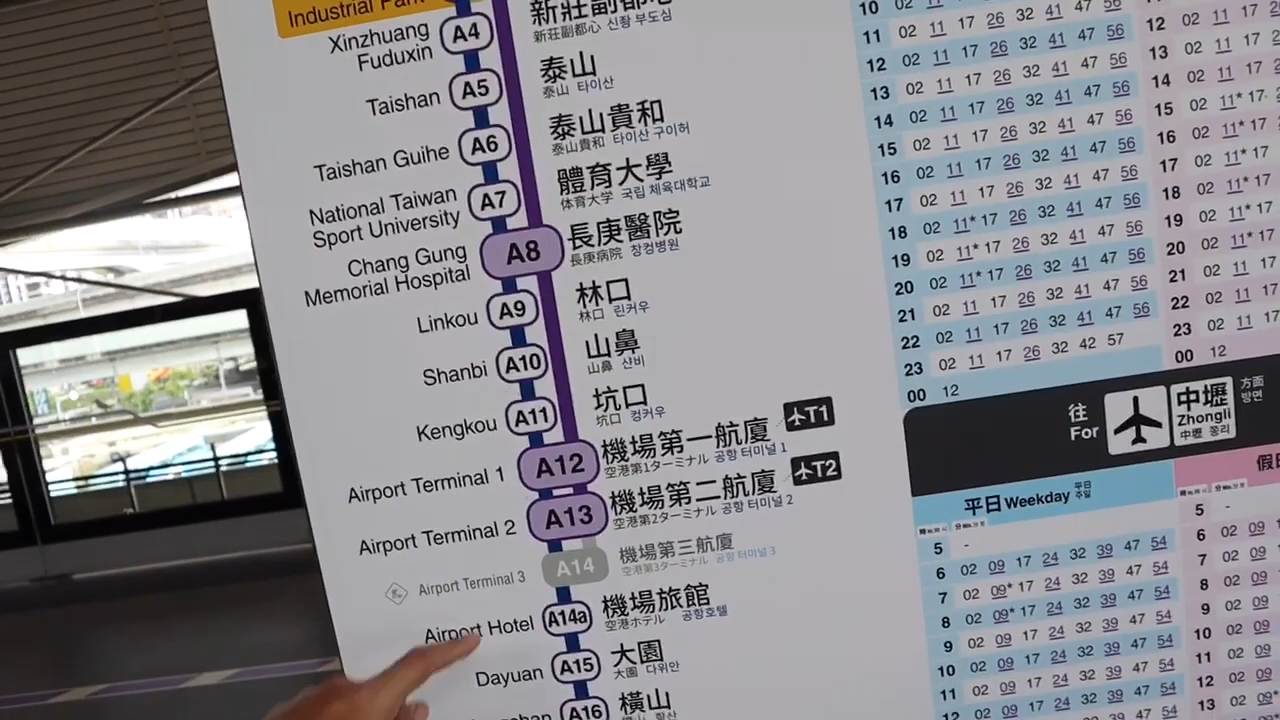 Industrial Park
Xinzhuang
Fuduxin
A4
新莊副都心
新荘副都心 신좡 부도심
Taishan
A5
泰山
泰山 타이산
Taishan Guihe
A6
泰山貴和
泰山貴和 타이산 구이허
National Taiwan
Sport University
A7
體育大學
体育大学 국립 체육대학교
Chang Gung
Memorial Hospital
A8
長庚醫院
長庚病院 창겅병원
Linkou
A9
林口
林口 린커우
Shanbi
A10
山鼻
山鼻 산비
Kengkou
A11
坑口
坑口 컹커우
Airport Terminal 1
A12
機場第一航廈
T1
空港第1ターミナル 공항 터미널 1
Airport Terminal 2
A13
機場第二航廈
T2
空港第2ターミナル 공항 터미널 2
Airport Terminal 3
A14
機場第三航廈
空港第3ターミナル 공항 터미널 3
Airport Hotel
A14a
機場旅館
空港ホテル 공항호텔
Dayuan
A15
大園
大園 다위안
A16
橫山
10 02 11 17 26 32 41 47 56
11 02 11 17 26 32 41 47 56
12 02 11 17 26 32 41 47 56
13 02 11 17 26 32 41 47 56
14 02 11 17 26 32 41 47 56
15 02 11 17 26 32 41 47 56
16 02 11 17 26 32 41 47 56
17 02 11 17 26 32 41 47 56
18 02 11* 17 26 32 41 47 56
19 02 11* 17 26 32 41 47 56
20 02 11* 17 26 32 41 47 56
21 02 11 17 26 32 41 47 56
22 02 11 17 26 32 41 47 56
23 02 11 17 26 32 42 57
00 12
12 02 11 17
13 02 11 17
14 02 11 17 2
15 02 11* 17
16 02 11* 17
17 02 11* 17
18 02 11* 17
19 02 11* 17
20 02 11* 17
21 02 11 17
22 02 11 17
23 02 11 17
00 12
往
For
中壢
Zhongli
中壢 쭝리
方面
방면
平日 Weekday 平日
주일
假日
5 -
6 02 09 17 24 32 39 47 54
7 02 09* 17 24 32 39 47 54
8 02 09* 17 24 32 39 47 54
9 02 09 17 24 32 39 47 54
10 02 09 17 24 32 39 47 54
11 02 09 17 24 32 39 47 54
12
5 -
6 02 09
7 02 09
8 02 09
9 02 09
10 02 09
11 02 09
12 02 09
13 02 09*